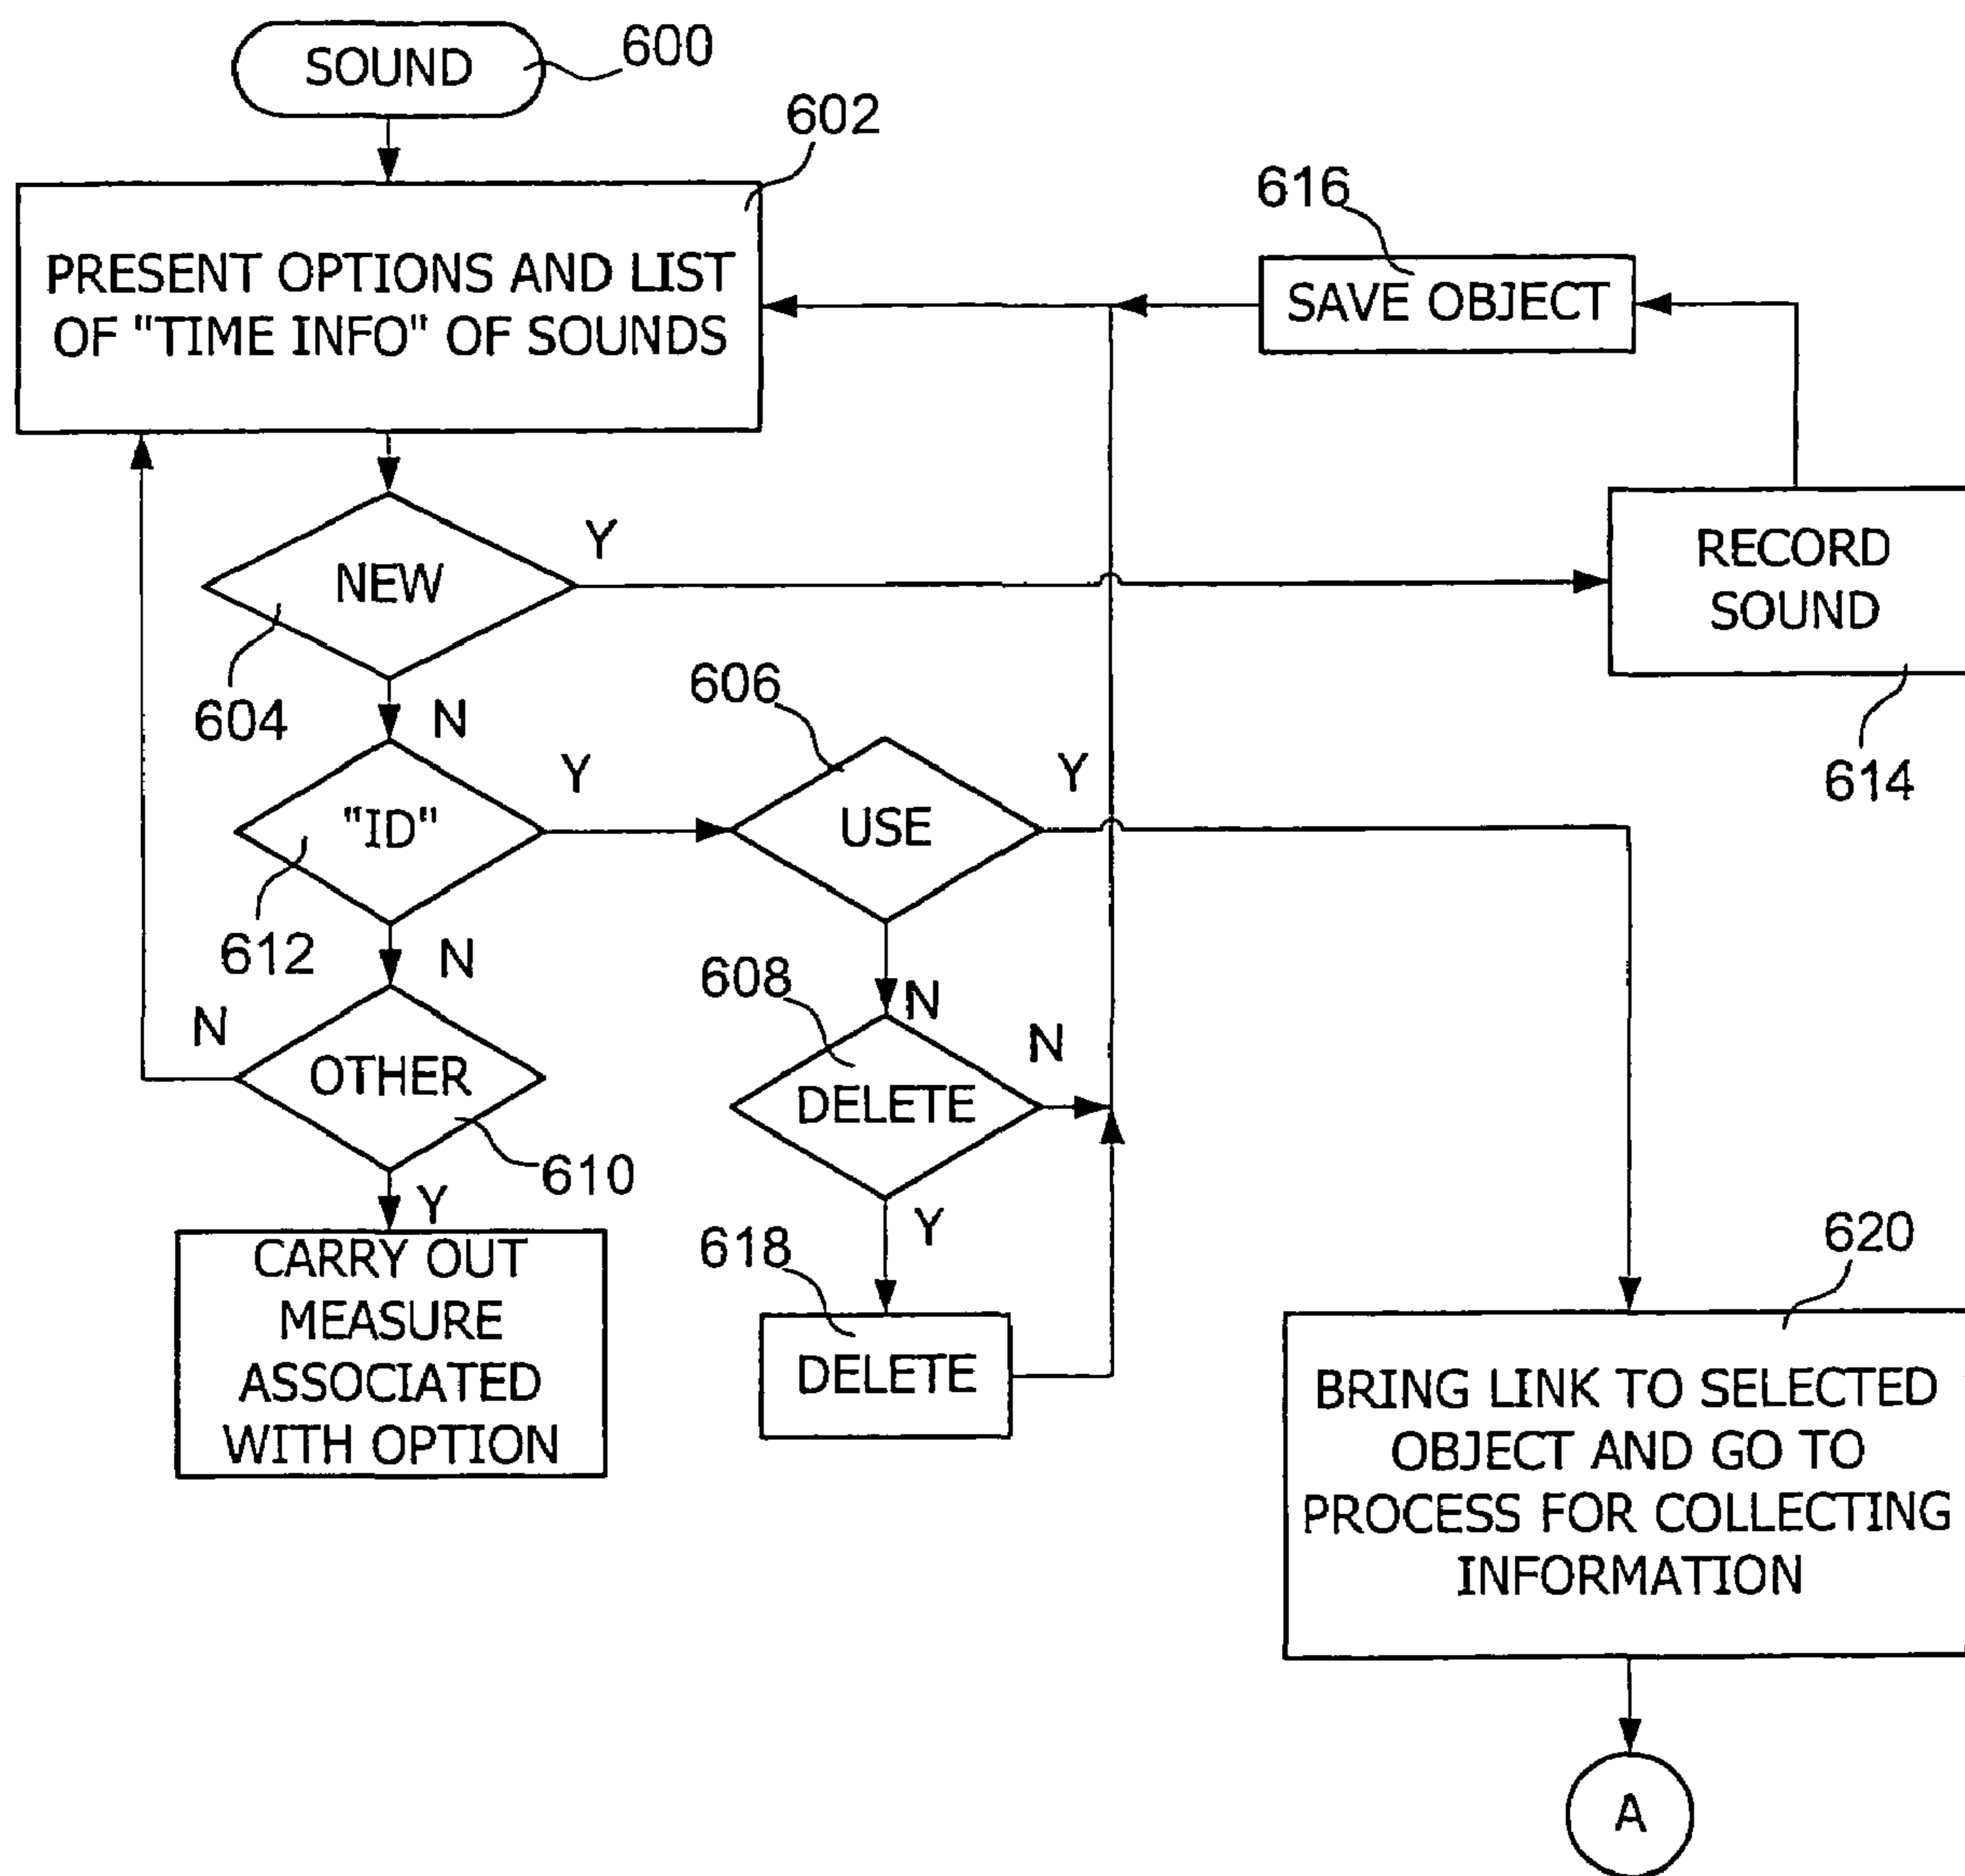 SOUND
600
602
PRESENT OPTIONS AND LIST
OF "TIME INFO" OF SOUNDS
616
SAVE OBJECT
NEW
Y
604
N
RECORD
SOUND
614
"ID"
Y
612
N
606
USE
Y
N
608
DELETE
N
Y
OTHER
N
610
Y
CARRY OUT
MEASURE
ASSOCIATED
WITH OPTION
618
DELETE
620
BRING LINK TO SELECTED
OBJECT AND GO TO
PROCESS FOR COLLECTING
INFORMATION
A